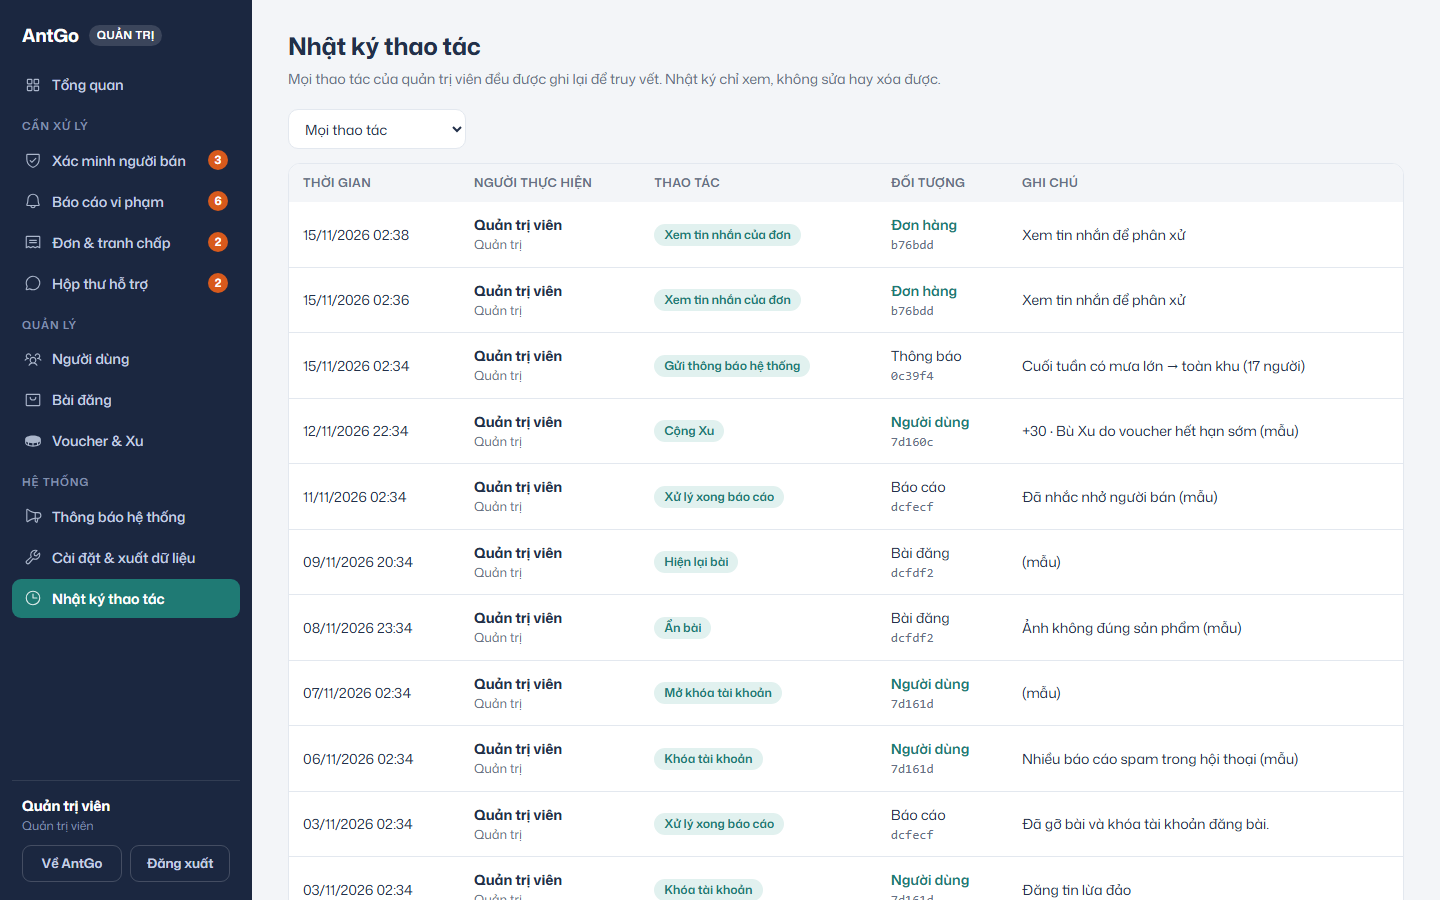 AntGo QUẢN TRỊ
Tổng quan
CẦN XỬ LÝ
Xác minh người bán 3
Báo cáo vi phạm 6
Đơn & tranh chấp 2
Hộp thư hỗ trợ 2
QUẢN LÝ
Người dùng
Bài đăng
Voucher & Xu
HỆ THỐNG
Thông báo hệ thống
Cài đặt & xuất dữ liệu
Nhật ký thao tác
Quản trị viên
Quản trị viên
Về AntGo Đăng xuất
Nhật ký thao tác
Mọi thao tác của quản trị viên đều được ghi lại để truy vết. Nhật ký chỉ xem, không sửa hay xóa được.
Mọi thao tác
THỜI GIAN NGƯỜI THỰC HIỆN THAO TÁC ĐỐI TƯỢNG GHI CHÚ
15/11/2026 02:38 Quản trị viên Xem tin nhắn của đơn Đơn hàng Xem tin nhắn để phân xử
Quản trị b76bdd
15/11/2026 02:36 Quản trị viên Xem tin nhắn của đơn Đơn hàng Xem tin nhắn để phân xử
Quản trị b76bdd
15/11/2026 02:34 Quản trị viên Gửi thông báo hệ thống Thông báo Cuối tuần có mưa lớn → toàn khu (17 người)
Quản trị 0c39f4
12/11/2026 22:34 Quản trị viên Cộng Xu Người dùng +30 · Bù Xu do voucher hết hạn sớm (mẫu)
Quản trị 7d160c
11/11/2026 02:34 Quản trị viên Xử lý xong báo cáo Báo cáo Đã nhắc nhở người bán (mẫu)
Quản trị dcfecf
09/11/2026 20:34 Quản trị viên Hiện lại bài Bài đăng (mẫu)
Quản trị dcfdf2
08/11/2026 23:34 Quản trị viên Ẩn bài Bài đăng Ảnh không đúng sản phẩm (mẫu)
Quản trị dcfdf2
07/11/2026 02:34 Quản trị viên Mở khóa tài khoản Người dùng (mẫu)
Quản trị 7d161d
06/11/2026 02:34 Quản trị viên Khóa tài khoản Người dùng Nhiều báo cáo spam trong hội thoại (mẫu)
Quản trị 7d161d
03/11/2026 02:34 Quản trị viên Xử lý xong báo cáo Báo cáo Đã gỡ bài và khóa tài khoản đăng bài.
Quản trị dcfecf
03/11/2026 02:34 Quản trị viên Khóa tài khoản Người dùng Đăng tin lừa đảo
Quản trị 7d161d